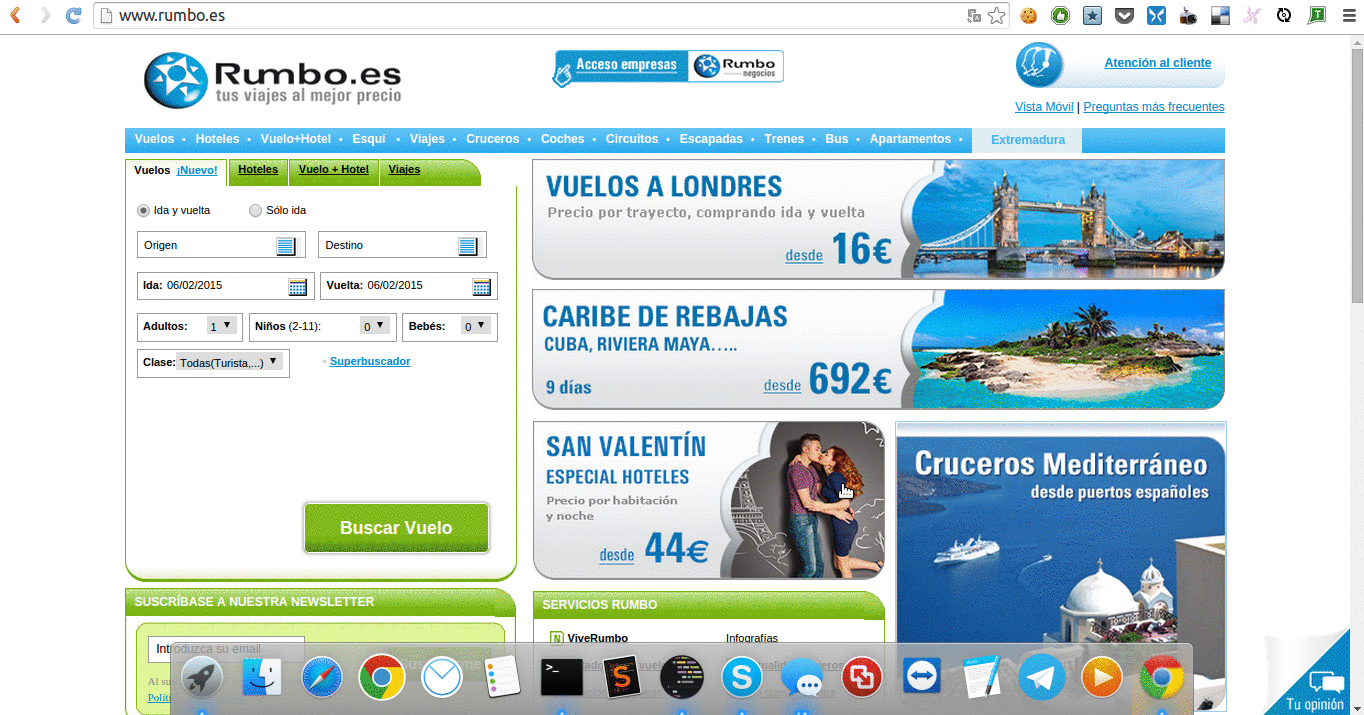 www.rumbo.es
Rumbo.es
tus viajes al mejor precio
Acceso empresas
Rumbo
negocios
Atención al cliente
Vista Móvil | Preguntas más frecuentes
Vuelos • Hoteles • Vuelo+Hotel • Esquí • Viajes • Cruceros • Coches • Circuitos • Escapadas • Trenes • Bus • Apartamentos • Extremadura
Vuelos ¡Nuevo! Hoteles Vuelo + Hotel Viajes
Ida y vuelta Sólo ida
Origen Destino
Ida: 06/02/2015 Vuelta: 06/02/2015
Adultos: 1 Niños (2-11): 0 Bebés: 0
Clase: Todas(Turista,...) Superbuscador
Buscar Vuelo
VUELOS A LONDRES
Precio por trayecto, comprando ida y vuelta
desde 16€
CARIBE DE REBAJAS
CUBA, RIVIERA MAYA.....
9 días desde 692€
SAN VALENTÍN
ESPECIAL HOTELES
Precio por habitación
y noche
desde 44€
Cruceros Mediterráneo
desde puertos españoles
SUSCRÍBASE A NUESTRA NEWSLETTER
Introduzca su email
Al su
Políti
SERVICIOS RUMBO
N ViveRumbo Infografías
>_
S
S
Tu opinión